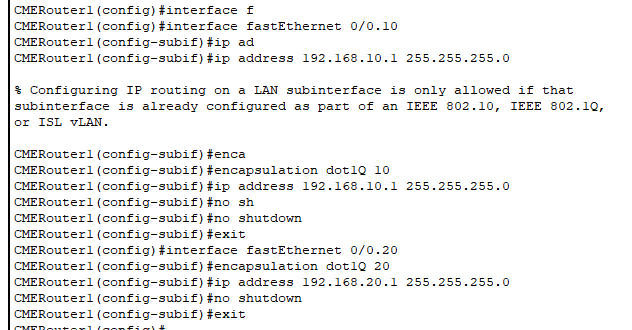 CMERouter1(config)#interface f
CMERouter1(config)#interface fastEthernet 0/0.10
CMERouter1(config-subif)#ip ad
CMERouter1(config-subif)#ip address 192.168.10.1 255.255.255.0
% Configuring IP routing on a LAN subinterface is only allowed if that
subinterface is already configured as part of an IEEE 802.10, IEEE 802.1Q,
or ISL vLAN.
CMERouter1(config-subif)#enca
CMERouter1(config-subif)#encapsulation dot1Q 10
CMERouter1(config-subif)#ip address 192.168.10.1 255.255.255.0
CMERouter1(config-subif)#no sh
CMERouter1(config-subif)#no shutdown
CMERouter1(config-subif)#exit
CMERouter1(config)#interface fastEthernet 0/0.20
CMERouter1(config-subif)#encapsulation dot1Q 20
CMERouter1(config-subif)#ip address 192.168.20.1 255.255.255.0
CMERouter1(config-subif)#no shutdown
CMERouter1(config-subif)#exit
CMERouter1(config)#